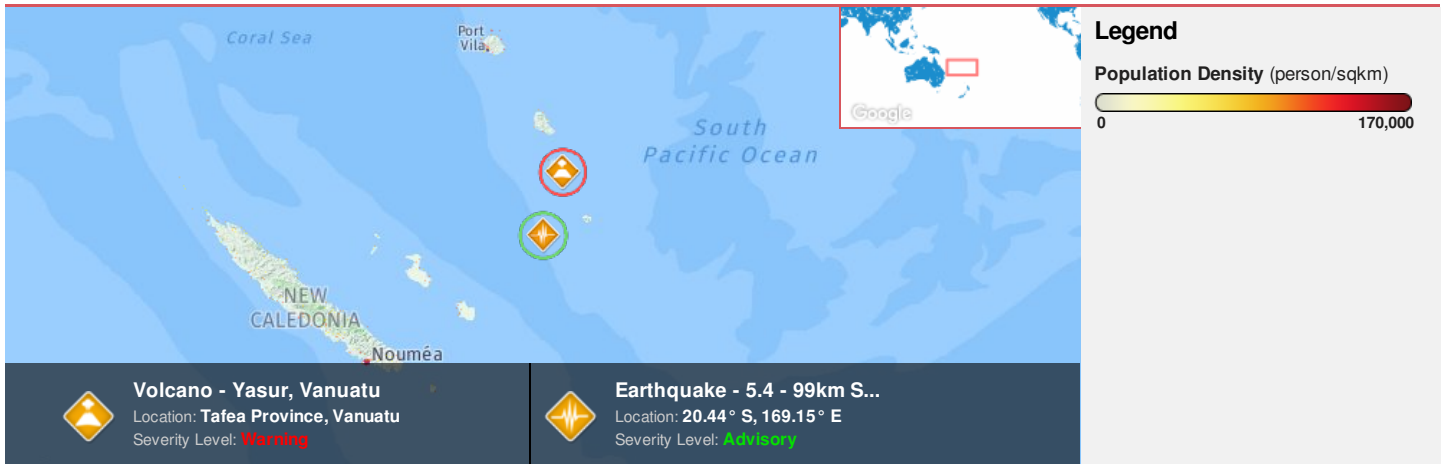 Coral Sea
Port
Vila
South
Pacific Ocean
NEW
CALEDONIA
Nouméa
Google
Legend
Population Density (person/sqkm)
0 170,000
Volcano - Yasur, Vanuatu
Location: Tafea Province, Vanuatu
Severity Level: Warning
Earthquake - 5.4 - 99km S...
Location: 20.44° S, 169.15° E
Severity Level: Advisory